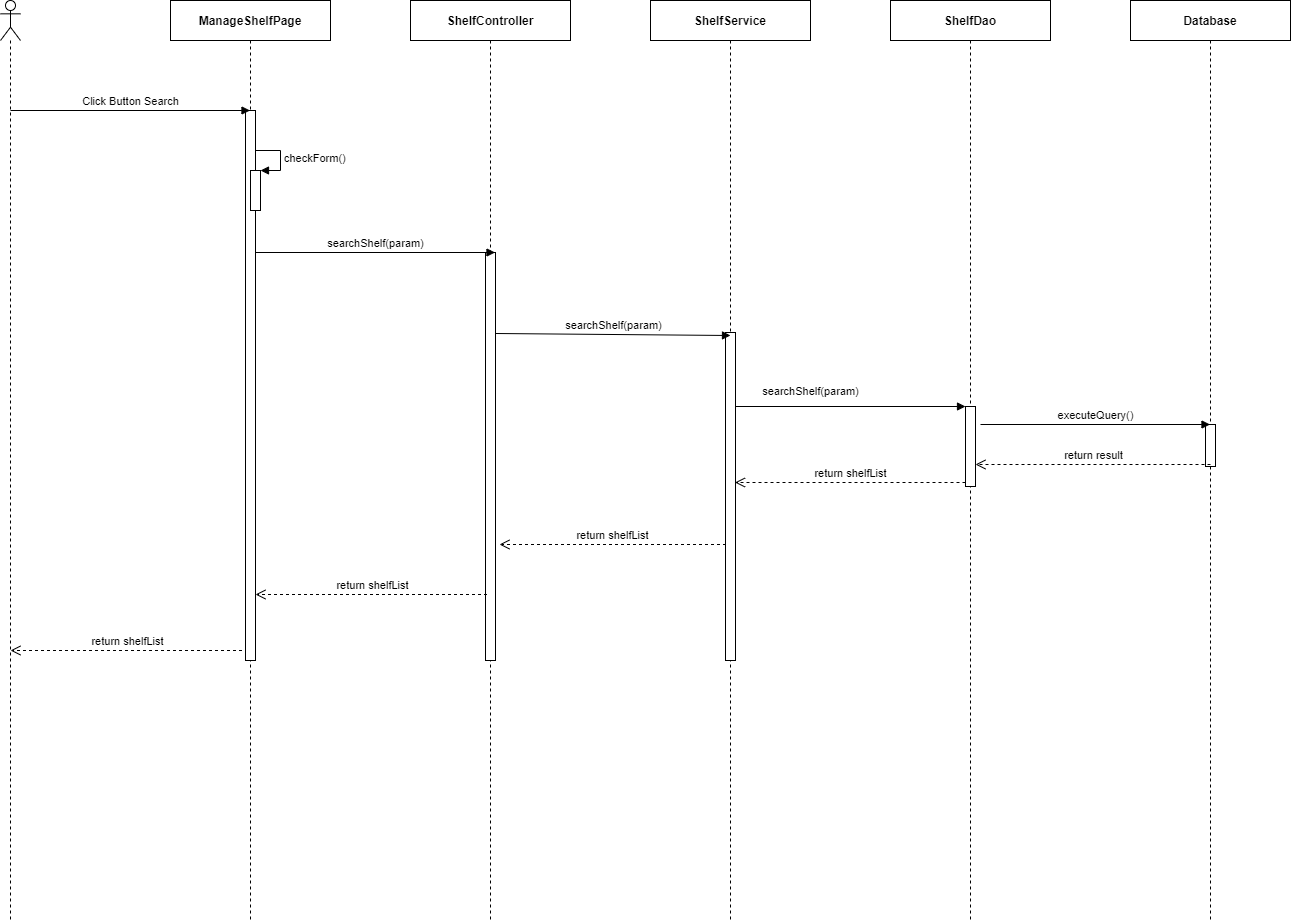 ManageShelfPage
ShelfController
ShelfService
ShelfDao
Database
Click Button Search
checkForm()
searchShelf(param)
searchShelf(param)
searchShelf(param)
executeQuery()
return result
return shelfList
return shelfList
return shelfList
return shelfList